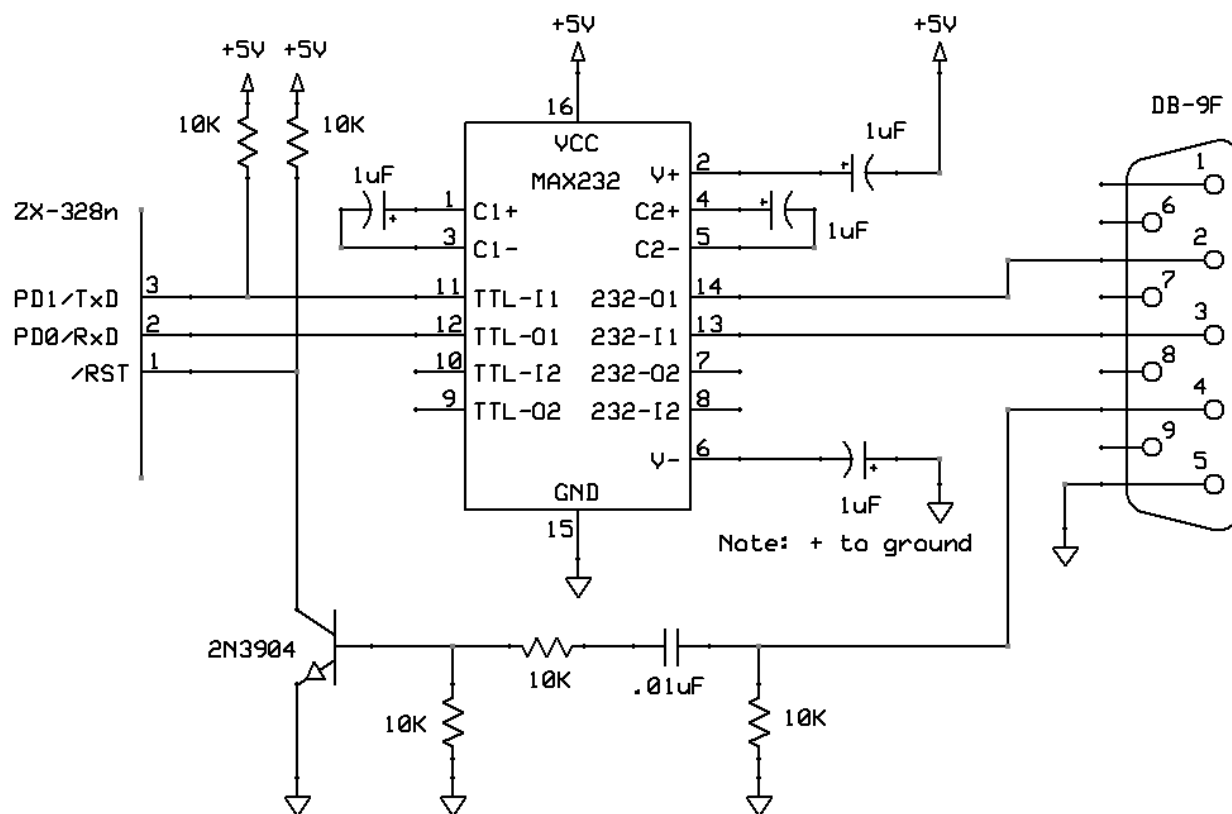 +5V
+5V
+5V
+5V
DB-9F
10K
10K
16
VCC
MAX232
1uF
1uF
1uF
ZX-328n
1
C1+
3
C1-
V+
2
C2+
4
C2-
5
PD1/TxD
3
11
TTL-I1
232-O1
14
PD0/RxD
2
12
TTL-O1
232-I1
13
/RST
1
10
TTL-I2
232-O2
7
9
TTL-O2
232-I2
8
V-
6
1uF
GND
15
Note: + to ground
1
6
2
7
3
8
4
9
5
2N3904
10K
.01uF
10K
10K
+
+
+
+